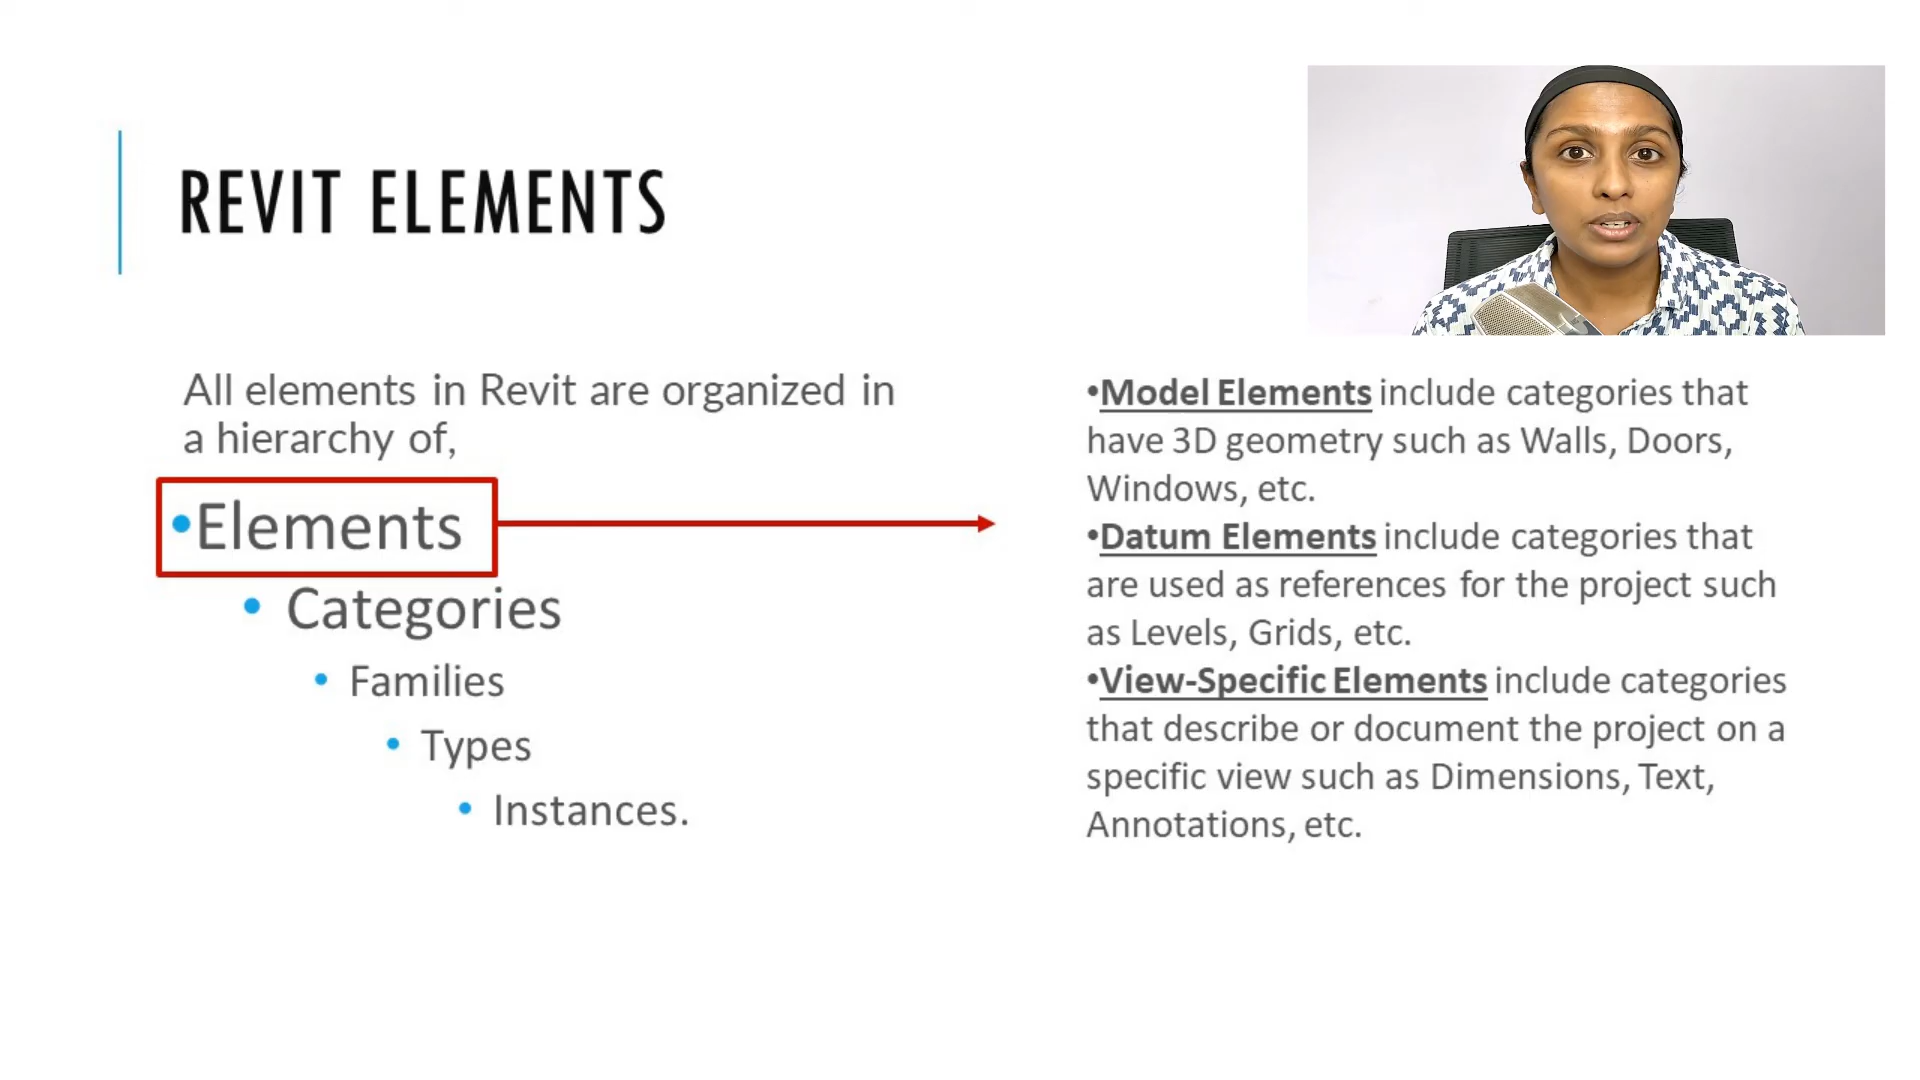 REVIT ELEMENTS
All elements in Revit are organized in
a hierarchy of,
•Elements
• Categories
• Families
• Types
• Instances.
•Model Elements include categories that
have 3D geometry such as Walls, Doors,
Windows, etc.
•Datum Elements include categories that
are used as references for the project such
as Levels, Grids, etc.
•View-Specific Elements include categories
that describe or document the project on a
specific view such as Dimensions, Text,
Annotations, etc.